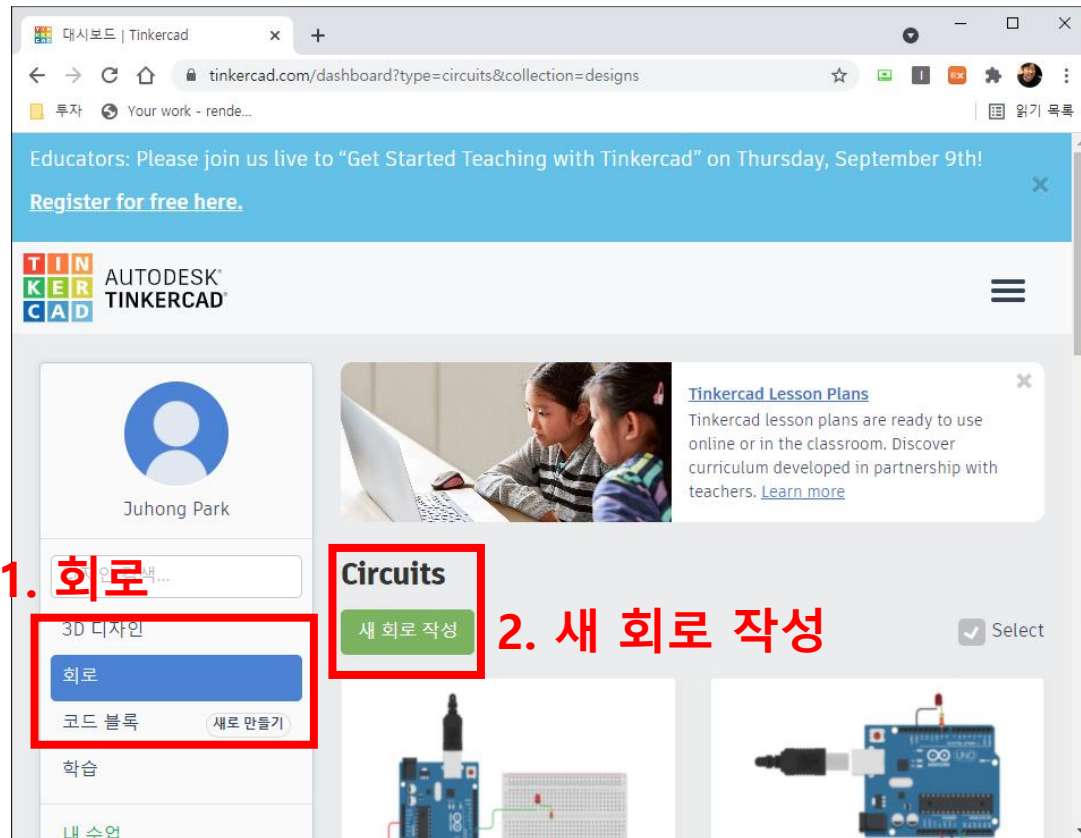 대시보드 | Tinkercad
tinkercad.com/dashboard?type=circuits&collection=designs
투자 Your work - rende...
읽기 목록
Educators: Please join us live to “Get Started Teaching with Tinkercad” on Thursday, September 9th!
Register for free here.
TIN
KER
CAD
AUTODESK®
TINKERCAD®
Juhong Park
Tinkercad Lesson Plans
Tinkercad lesson plans are ready to use
online or in the classroom. Discover
curriculum developed in partnership with
teachers. Learn more
1. 회로
3D 디자인
회로
코드 블록 새로 만들기
학습
내 수업
Circuits
새 회로 작성
2. 새 회로 작성
Select
UNO